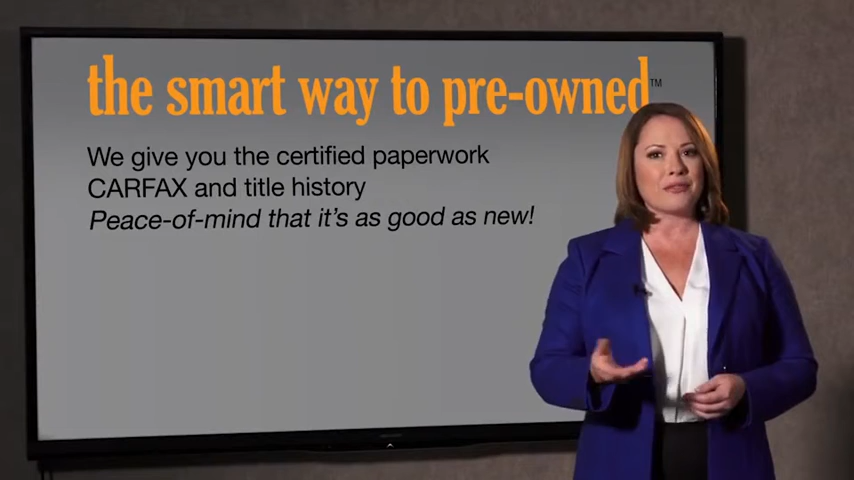 the smart way to pre-owned™
We give you the certified paperwork
CARFAX and title history
Peace-of-mind that it's as good as new!